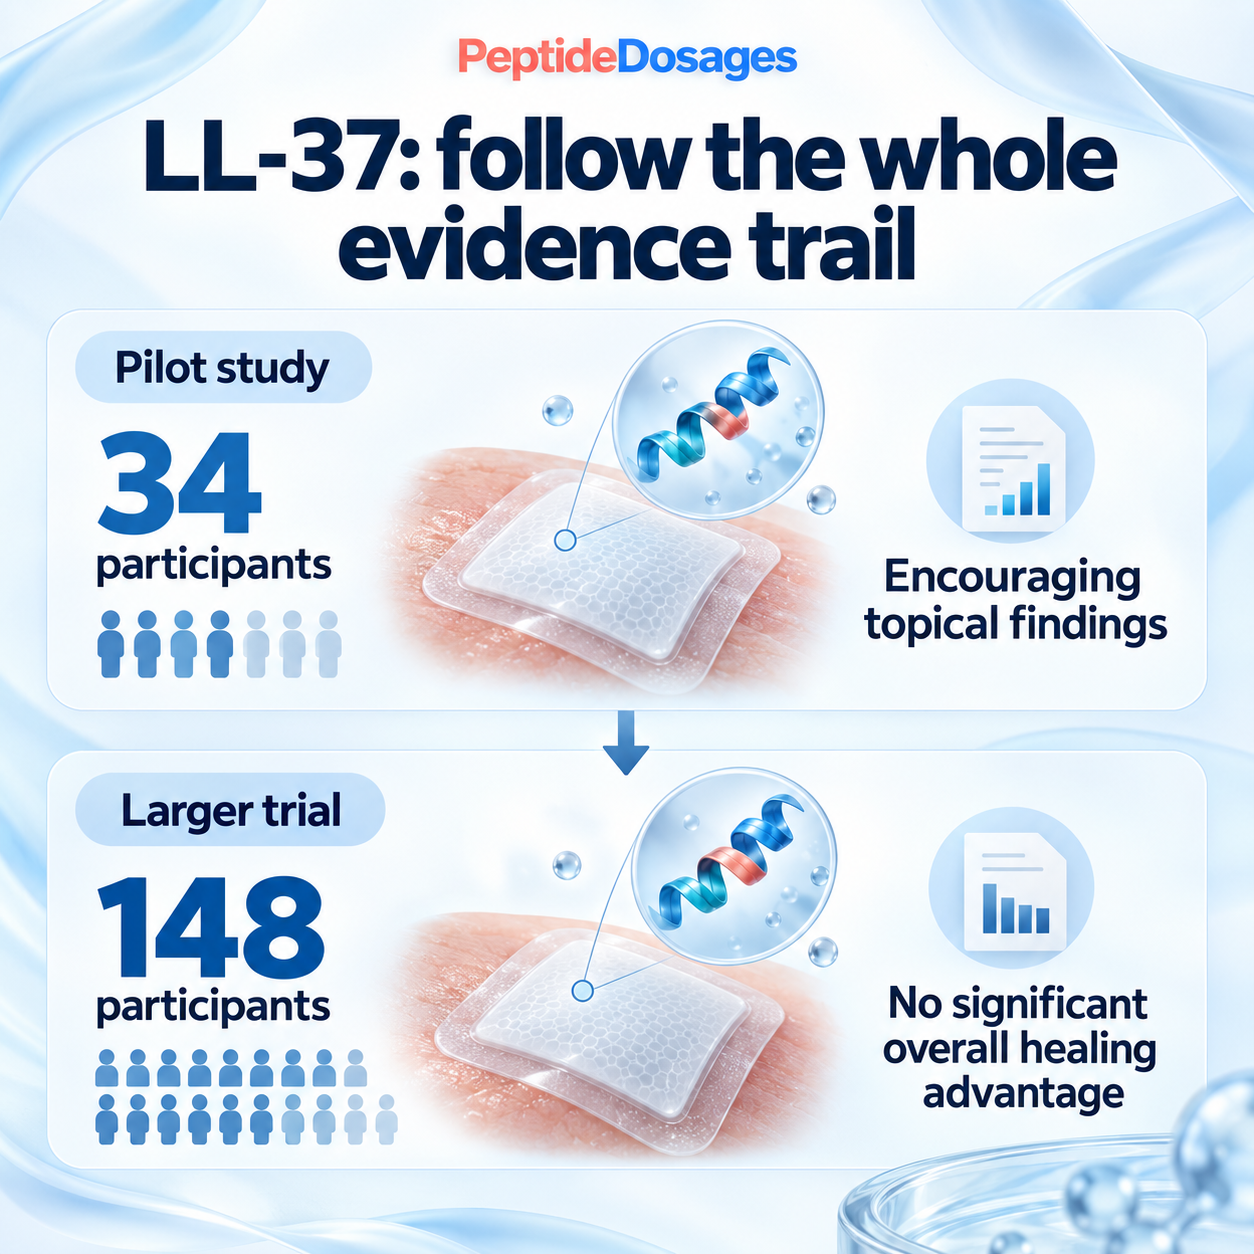 PeptideDosages
LL-37: follow the whole
evidence trail
Pilot study
34
participants
Encouraging
topical findings
Larger trial
148
participants
No significant
overall healing
advantage